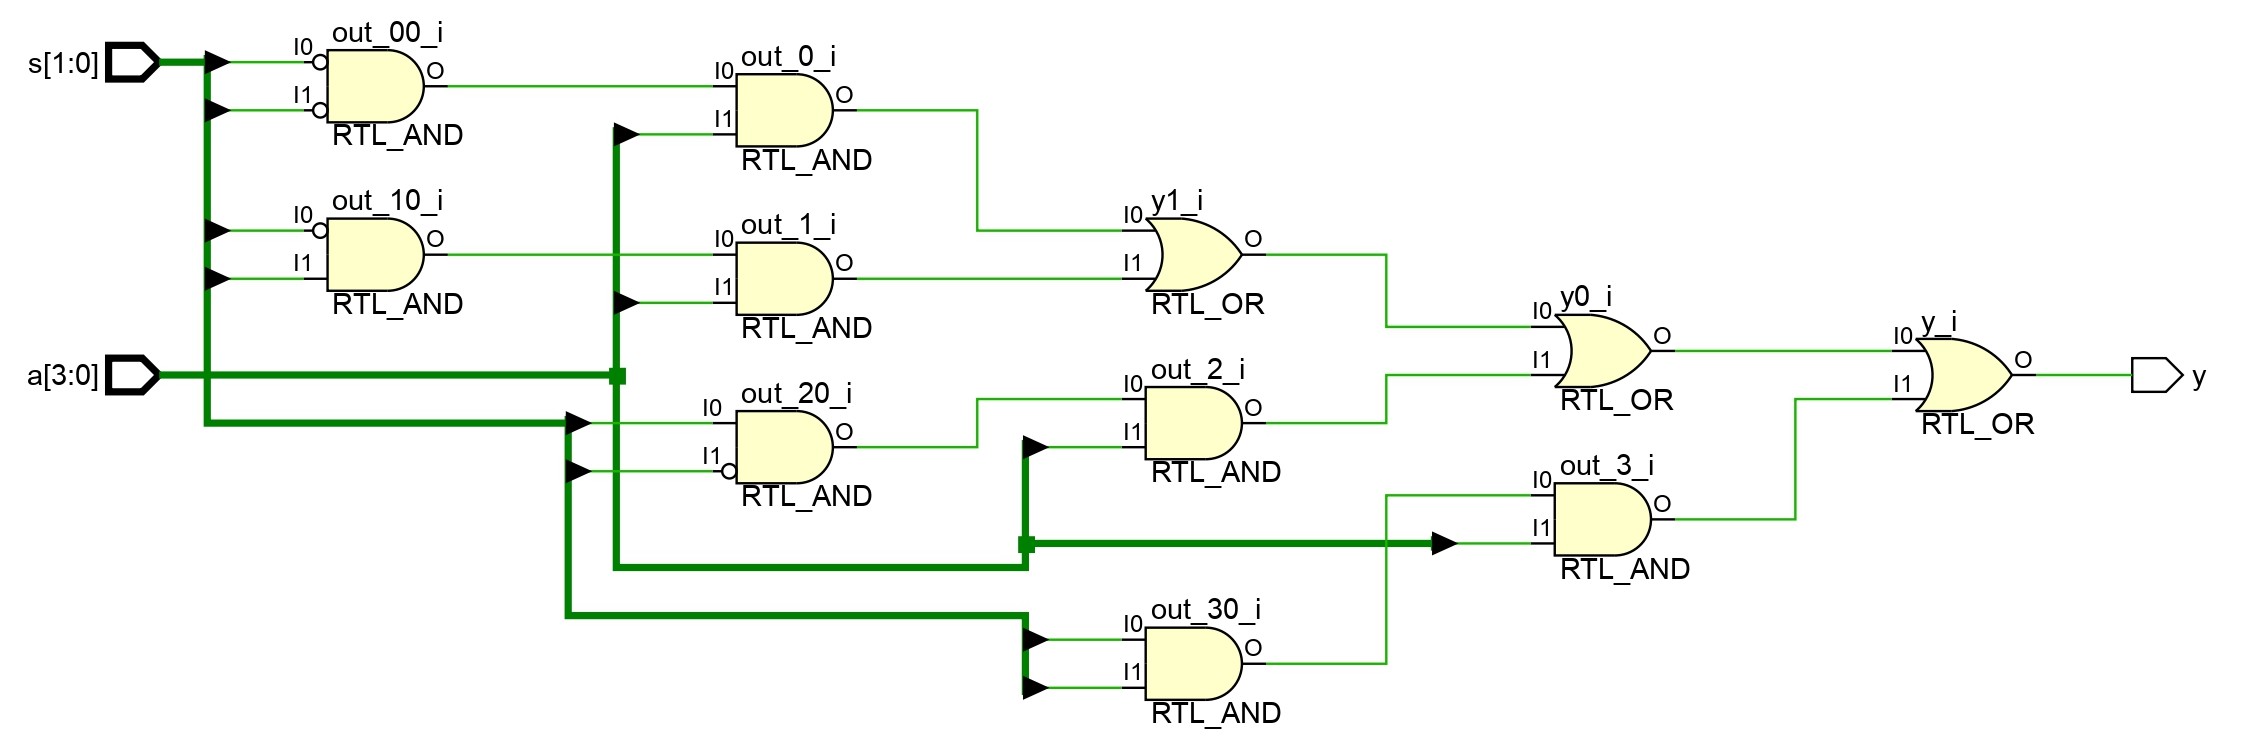 out_00_i
s[1:0]
I0
I1
O
RTL_AND
out_0_i
I0
I1
O
RTL_AND
out_10_i
I0
I1
O
RTL_AND
out_1_i
I0
I1
O
RTL_AND
y1_i
I0
I1
O
RTL_OR
a[3:0]
out_20_i
I0
I1
O
RTL_AND
out_2_i
I0
I1
O
RTL_AND
y0_i
I0
I1
O
RTL_OR
y_i
I0
I1
O
RTL_OR
y
out_3_i
I0
I1
O
RTL_AND
out_30_i
I0
I1
O
RTL_AND